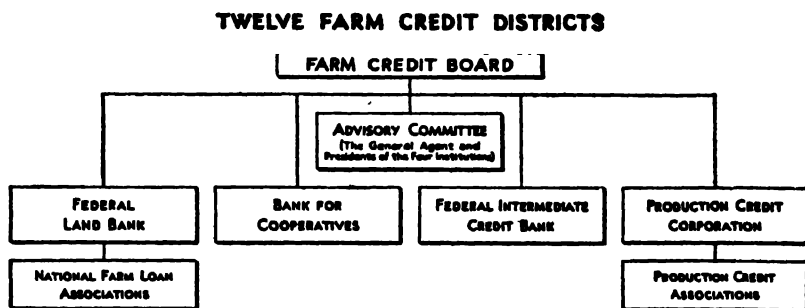 TWELVE FARM CREDIT DISTRICTS
FARM CREDIT BOARD
ADVISORY COMMITTEE
(The General Agent and
Presidents of the Four Institutions)
FEDERAL
LAND BANK
BANK FOR
COOPERATIVES
FEDERAL INTERMEDIATE
CREDIT BANK
PRODUCTION CREDIT
CORPORATION
NATIONAL FARM LOAN
ASSOCIATIONS
PRODUCTION CREDIT
ASSOCIATIONS